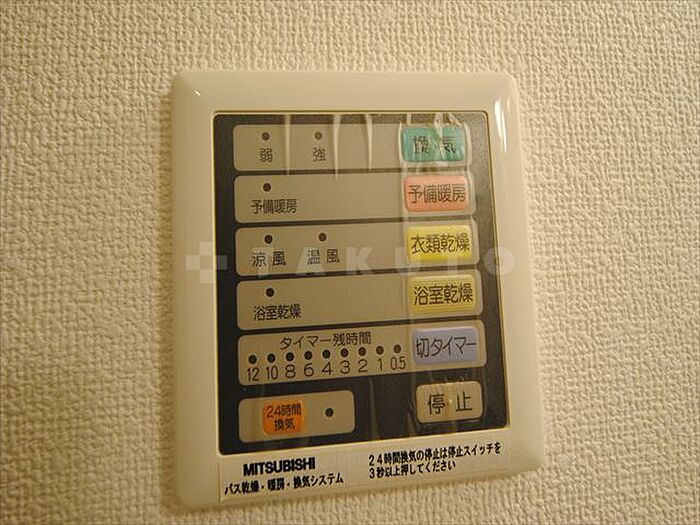 弱 強 換気
予備暖房 予備暖房
涼風 温風 衣類乾燥
TAKUTO
浴室乾燥 浴室乾燥
タイマー残時間
12 10 8 6 4 3 2 1 0.5 切タイマー
24時間
換気
停止
MITSUBISHI
バス乾燥・暖房・換気システム
24時間換気の停止は停止スイッチを
3秒以上押してください